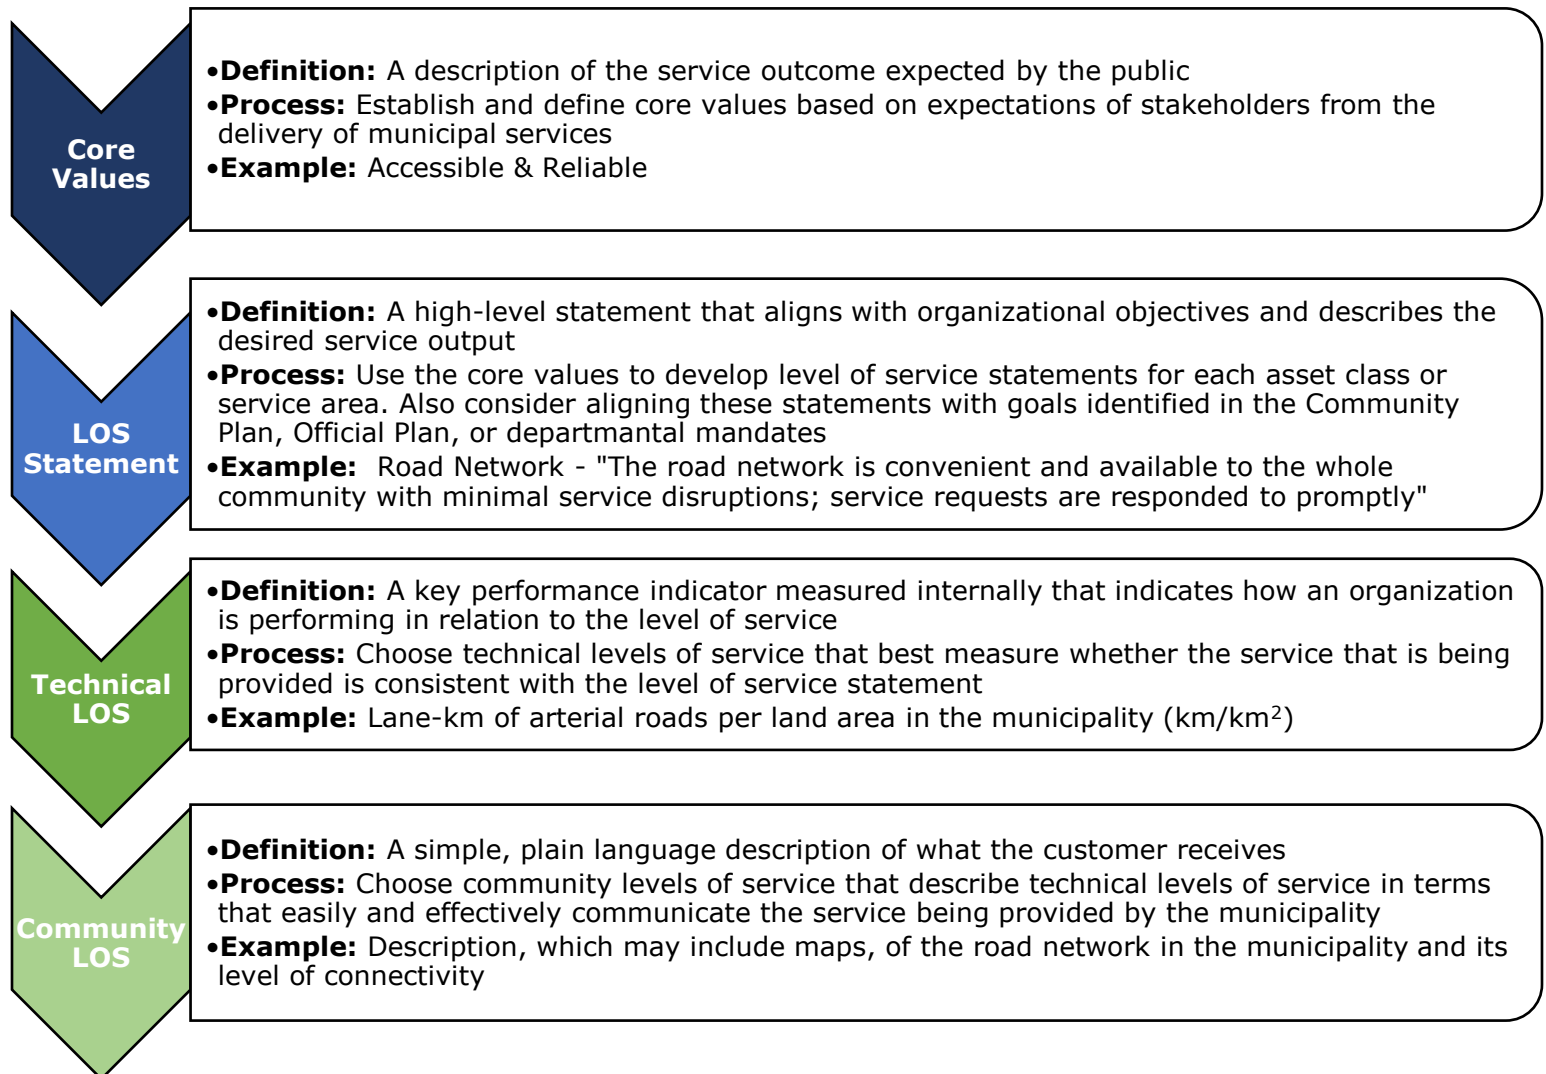 Core
Values
•Definition: A description of the service outcome expected by the public
•Process: Establish and define core values based on expectations of stakeholders from the
delivery of municipal services
•Example: Accessible & Reliable
LOS
Statement
•Definition: A high-level statement that aligns with organizational objectives and describes the
desired service output
•Process: Use the core values to develop level of service statements for each asset class or
service area. Also consider aligning these statements with goals identified in the Community
Plan, Official Plan, or departmantal mandates
•Example:  Road Network - "The road network is convenient and available to the whole
community with minimal service disruptions; service requests are responded to promptly"
Technical
LOS
•Definition: A key performance indicator measured internally that indicates how an organization
is performing in relation to the level of service
•Process: Choose technical levels of service that best measure whether the service that is being
provided is consistent with the level of service statement
•Example: Lane-km of arterial roads per land area in the municipality (km/km²)
Community
LOS
•Definition: A simple, plain language description of what the customer receives
•Process: Choose community levels of service that describe technical levels of service in terms
that easily and effectively communicate the service being provided by the municipality
•Example: Description, which may include maps, of the road network in the municipality and its
level of connectivity